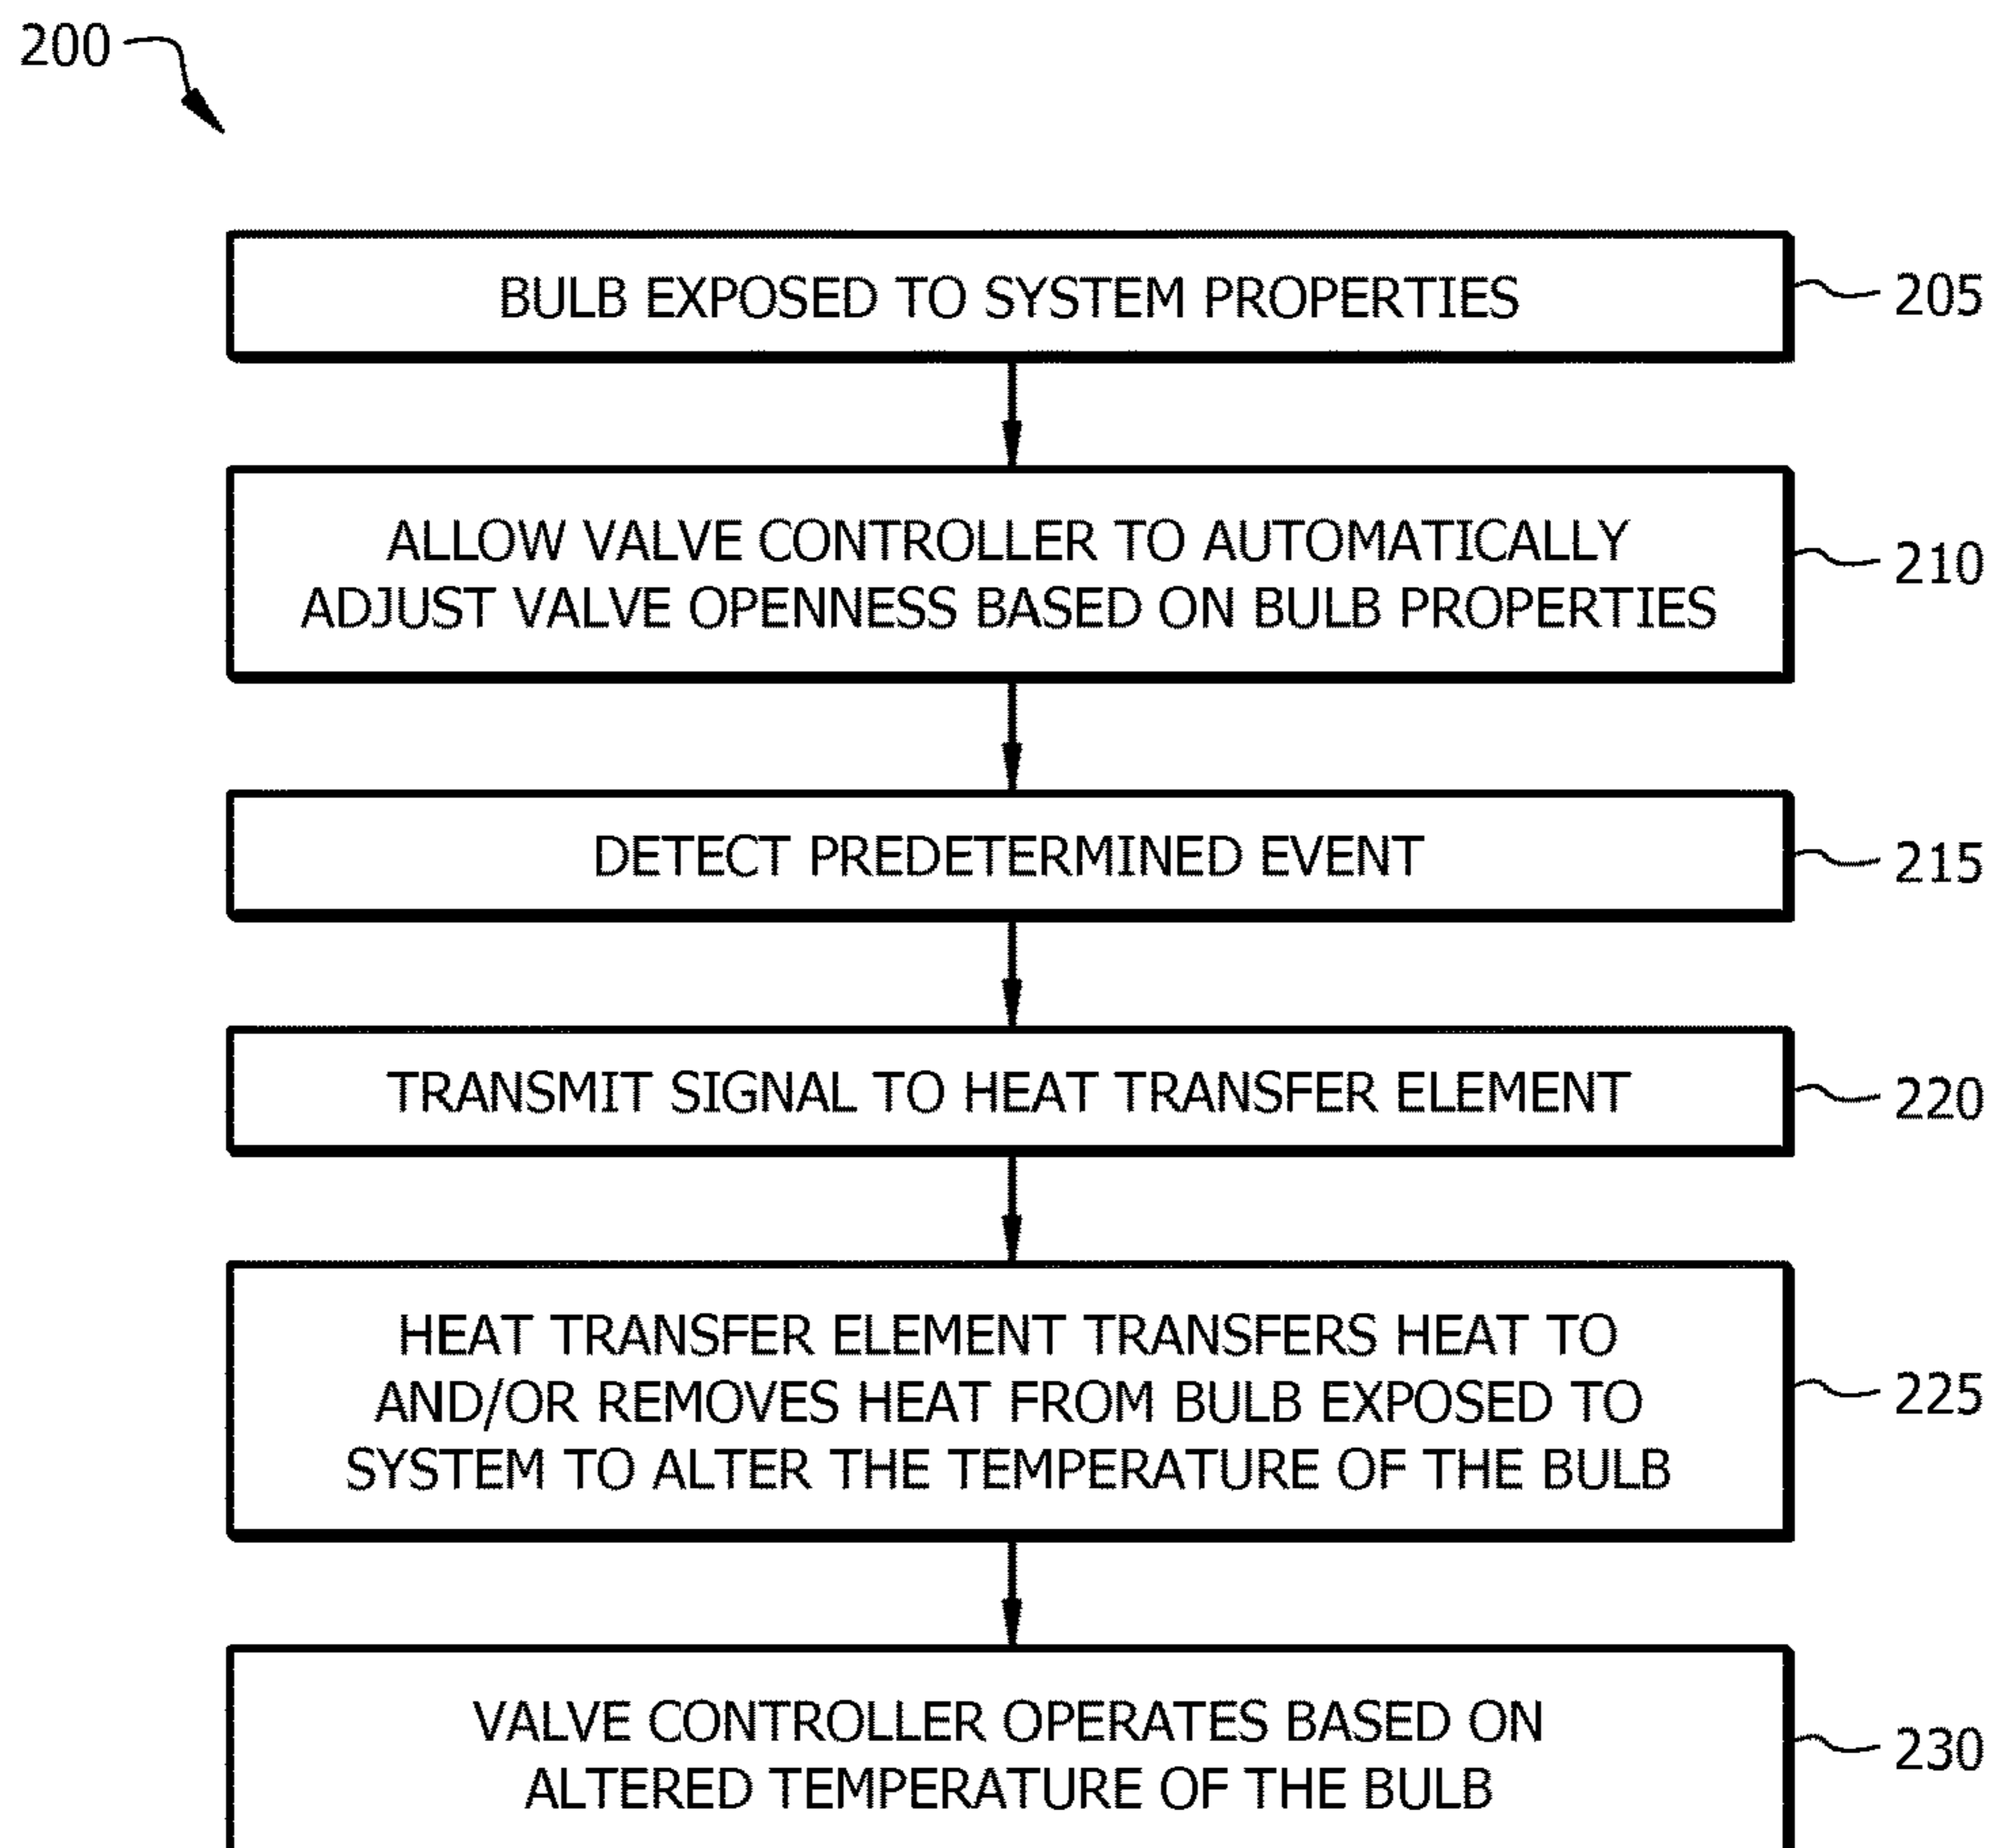 200
BULB EXPOSED TO SYSTEM PROPERTIES
205
ALLOW VALVE CONTROLLER TO AUTOMATICALLY
ADJUST VALVE OPENNESS BASED ON BULB PROPERTIES
210
DETECT PREDETERMINED EVENT
215
TRANSMIT SIGNAL TO HEAT TRANSFER ELEMENT
220
HEAT TRANSFER ELEMENT TRANSFERS HEAT TO
AND/OR REMOVES HEAT FROM BULB EXPOSED TO
SYSTEM TO ALTER THE TEMPERATURE OF THE BULB
225
VALVE CONTROLLER OPERATES BASED ON
ALTERED TEMPERATURE OF THE BULB
230